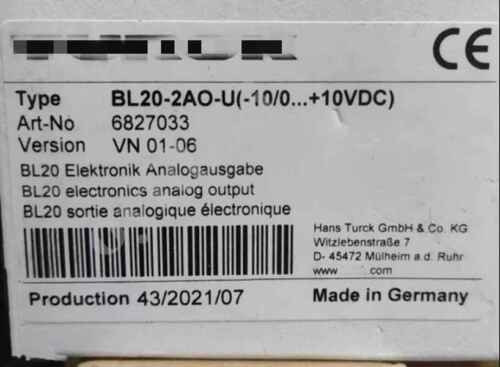 CE
Type BL20-2AO-U(-10/0...+10VDC)
Art-No 6827033
Version VN 01-06
BL20 Elektronik Analogausgabe
BL20 electronics analog output
BL20 sortie analogique électronique
Hans Turck GmbH & Co. KG
Witzlebenstraße 7
D- 45472 Mülheim a.d. Ruhr
www .com
Production 43/2021/07
Made in Germany